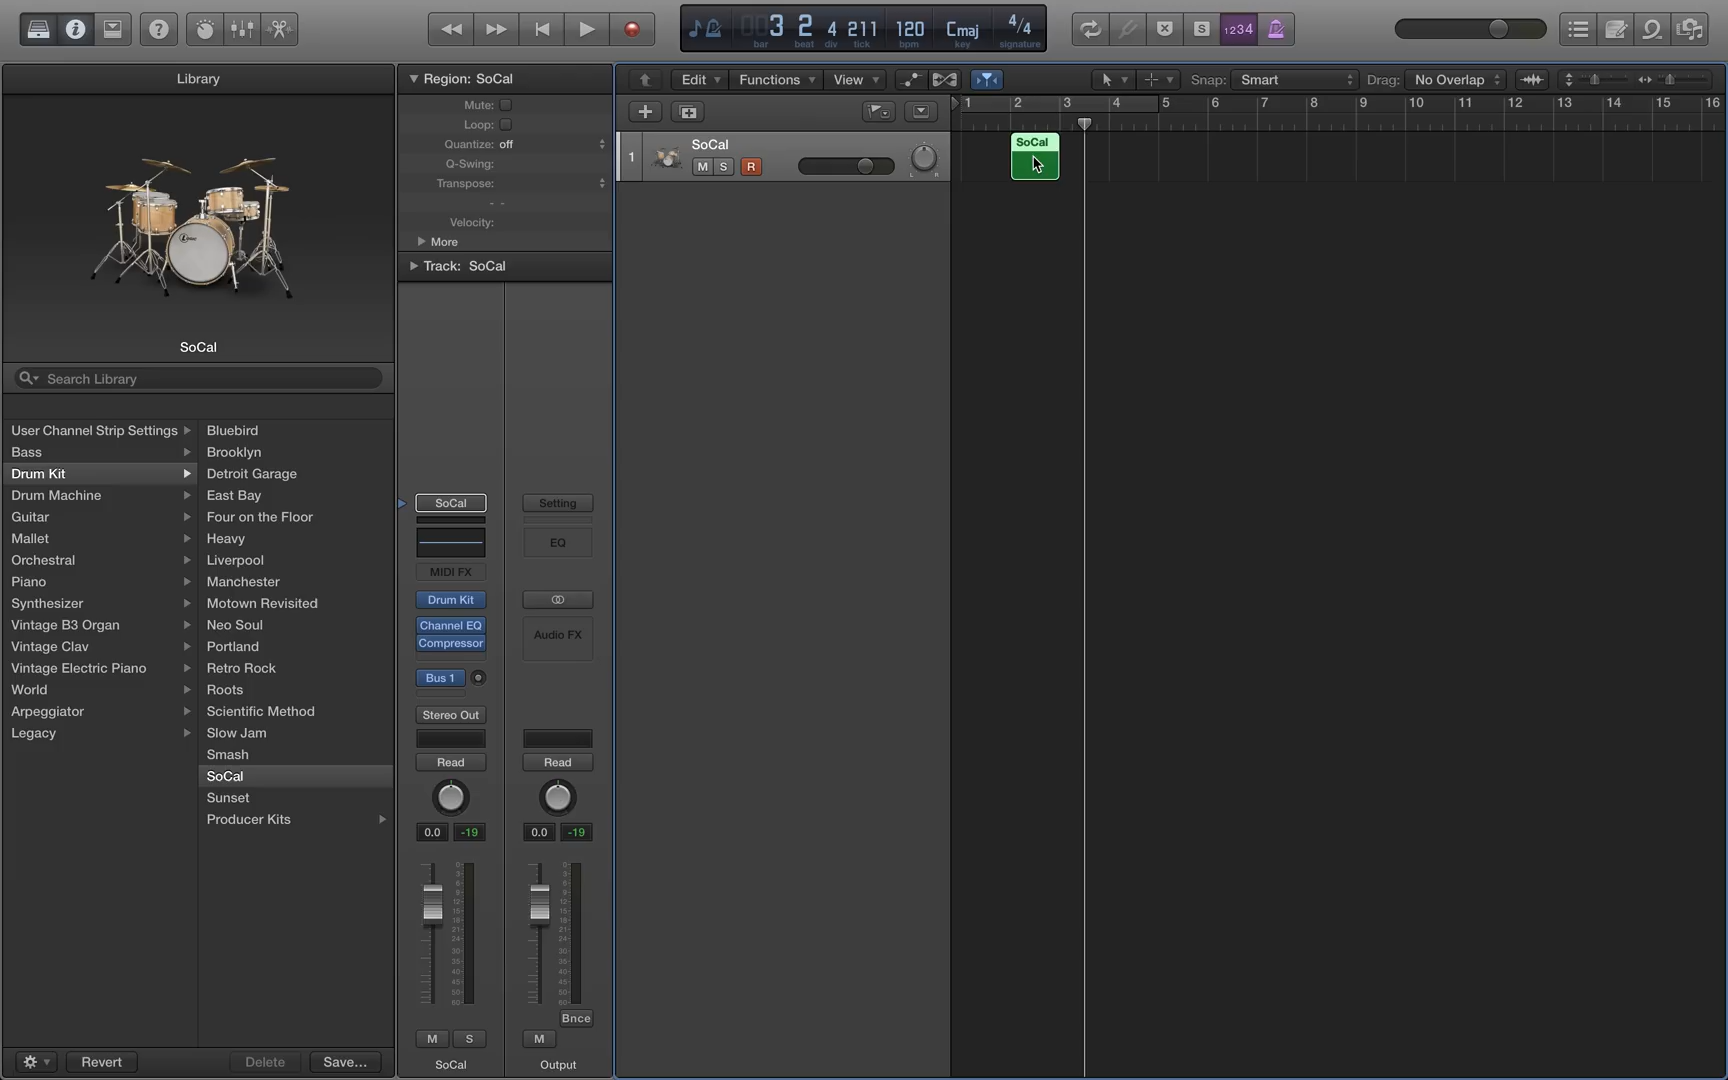 3 2 4 211 120 Cmaj 4/4
bar beat div tick bpm key signature
1234
Library
SoCal
Search Library
User Channel Strip Settings
Bass
Drum Kit
Drum Machine
Guitar
Mallet
Orchestral
Piano
Synthesizer
Vintage B3 Organ
Vintage Clav
Vintage Electric Piano
World
Arpeggiator
Legacy
Bluebird
Brooklyn
Detroit Garage
East Bay
Four on the Floor
Heavy
Liverpool
Manchester
Motown Revisited
Neo Soul
Portland
Retro Rock
Roots
Scientific Method
Slow Jam
Smash
SoCal
Sunset
Producer Kits
Revert Delete Save...
Region: SoCal
Mute:
Loop:
Quantize: off
Q-Swing:
Transpose:
- -
Velocity:
More
Track: SoCal
SoCal Setting
EQ
MIDI FX
Drum Kit
Channel EQ
Compressor
Audio FX
Bus 1
Stereo Out
Read Read
0.0 -19 0.0 -19
Bnce
M S M
SoCal Output
Edit Functions View Snap: Smart Drag: No Overlap
1 2 3 4 5 6 7 8 9 10 11 12 13 14 15 16
1 SoCal
M S R
L R
SoCal